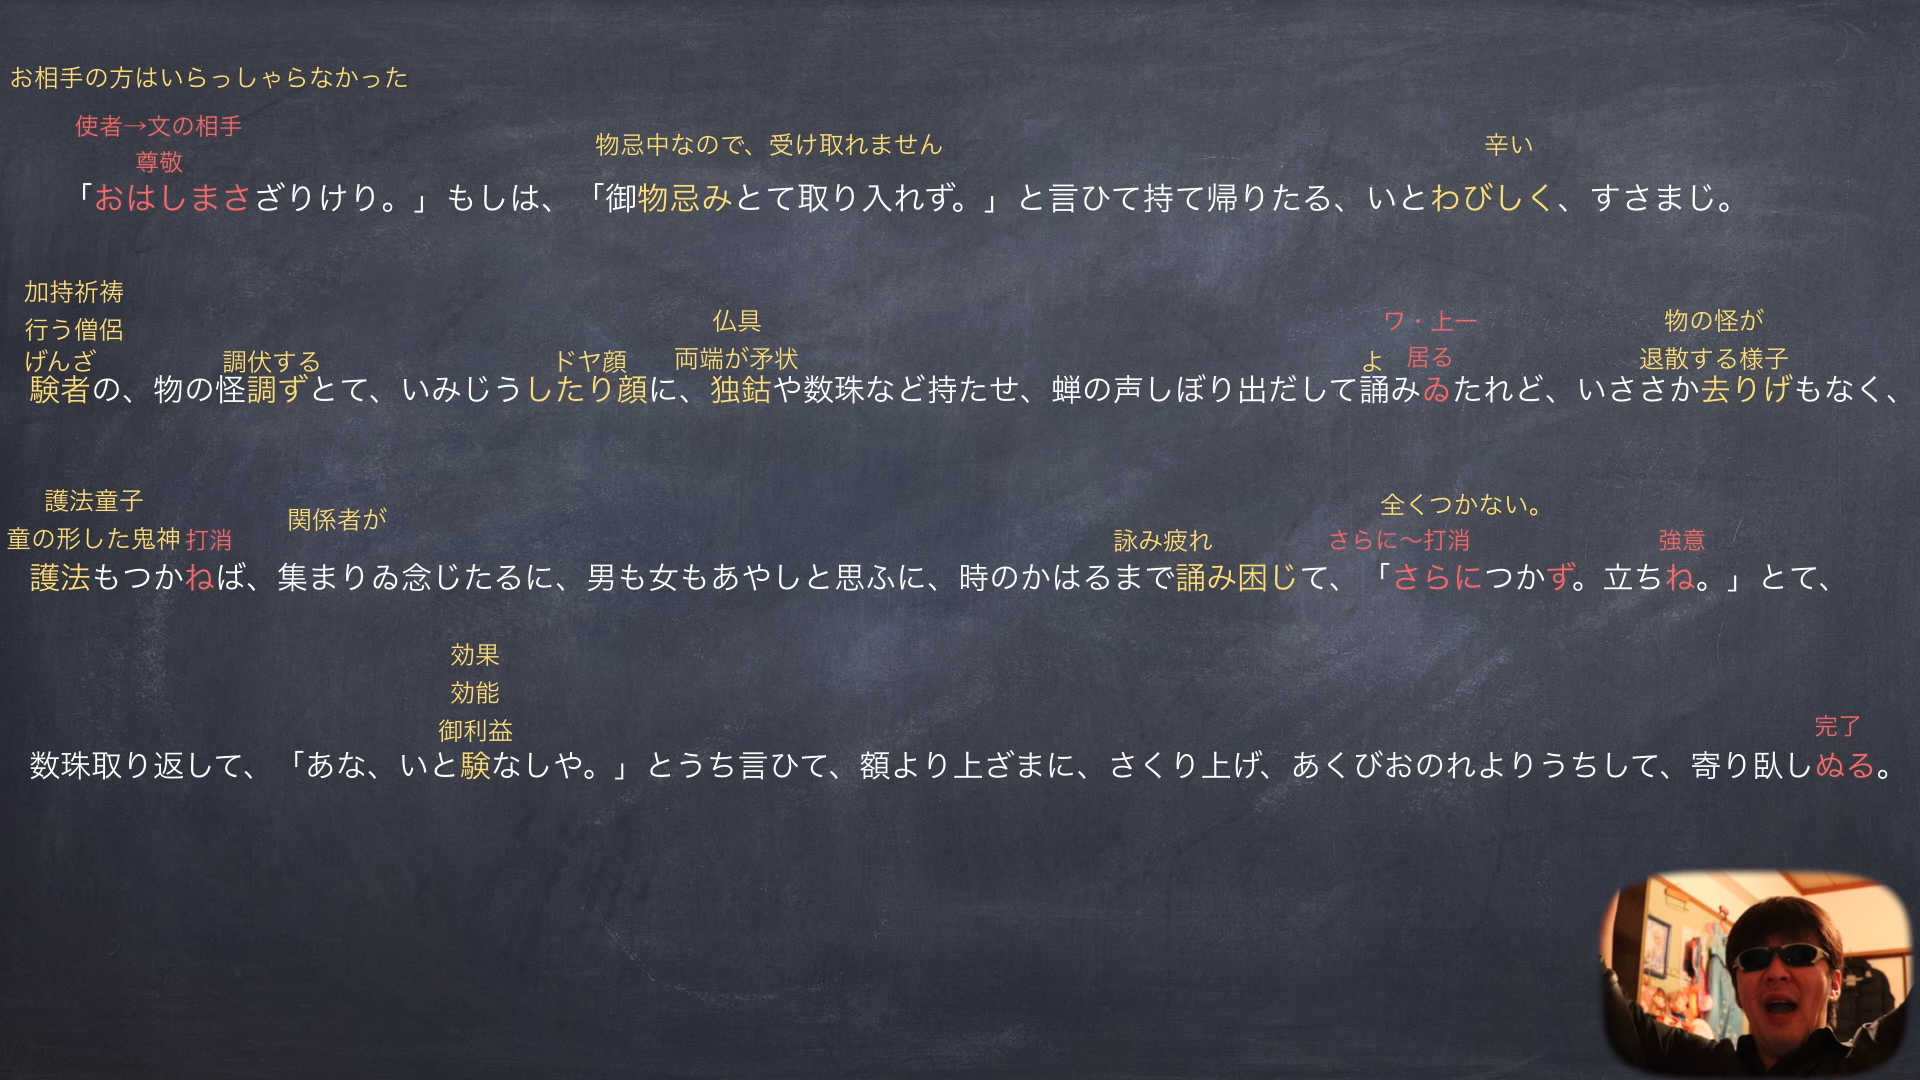 お相手の方はいらっしゃらなかった
使者→文の相手
尊敬
物忌中なので、受け取れません
辛い
「おはしまさざりけり。」もしは、「御物忌みとて取り入れず。」と言ひて持て帰りたる、いとわびしく、すさまじ。
加持祈祷
行う僧侶
げんざ
調伏する
ドヤ顔
仏具
両端が矛状
よ
ワ・上一
居る
物の怪が
退散する様子
験者の、物の怪調ずとて、いみじうしたり顔に、独鈷や数珠など持たせ、蝉の声しぼり出だして誦みゐたれど、いささか去りげもなく、
護法童子
童の形した鬼神
打消
関係者が
詠み疲れ
全くつかない。
さらに〜打消
強意
護法もつかねば、集まりゐ念じたるに、男も女もあやしと思ふに、時のかはるまで誦み困じて、「さらにつかず。立ちね。」とて、
効果
効能
御利益
完了
数珠取り返して、「あな、いと験なしや。」とうち言ひて、額より上ざまに、さくり上げ、あくびおのれよりうちして、寄り臥しぬる。